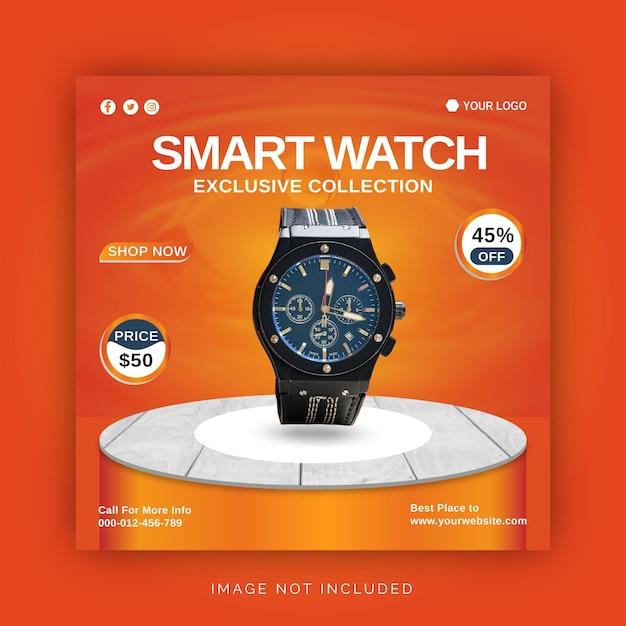 YOUR LOGO
SMART WATCH
EXCLUSIVE COLLECTION
SHOP NOW
45%
OFF
PRICE
$50
Call For More Info
000-012-456-789
Best Place to
www.yourwebsite.com
IMAGE NOT INCLUDED